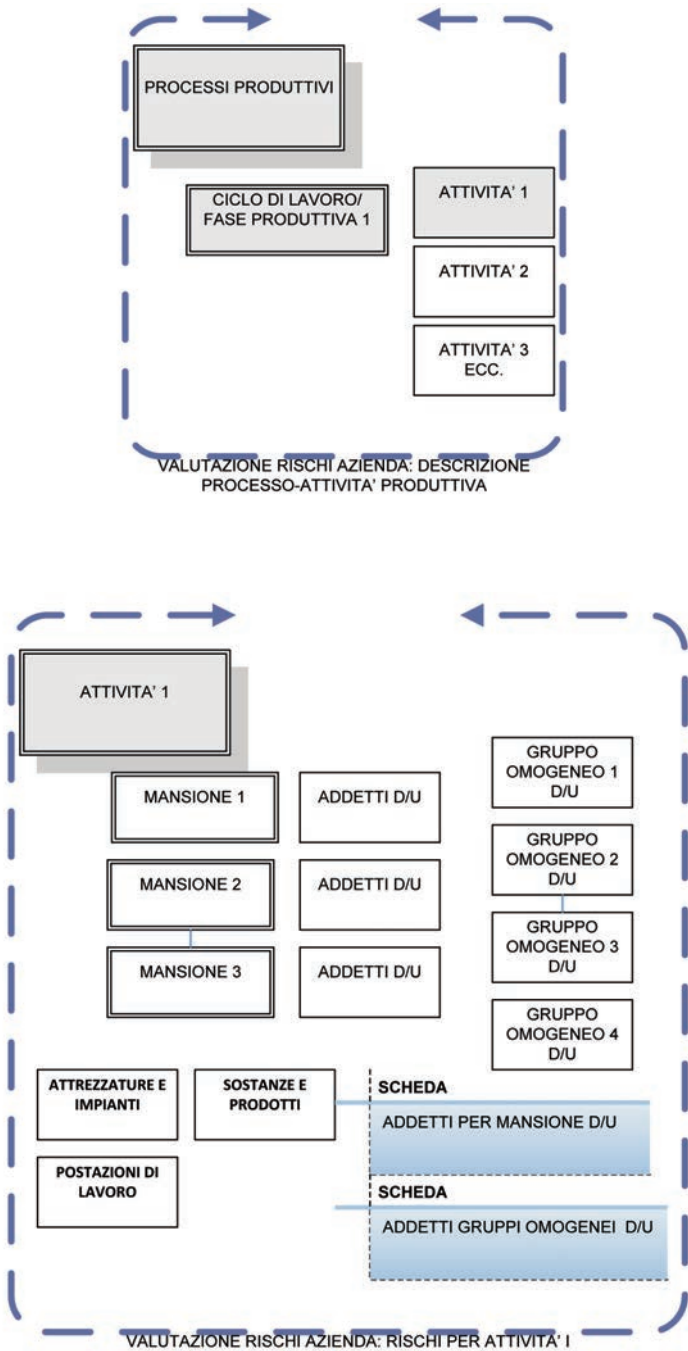 PROCESSI PRODUTTIVI
CICLO DI LAVORO/
FASE PRODUTTIVA 1
ATTIVITA' 1
ATTIVITA' 2
ATTIVITA' 3
ECC.
VALUTAZIONE RISCHI AZIENDA: DESCRIZIONE
PROCESSO-ATTIVITA' PRODUTTIVA
ATTIVITA' 1
MANSIONE 1
ADDETTI D/U
MANSIONE 2
ADDETTI D/U
MANSIONE 3
ADDETTI D/U
GRUPPO
OMOGENEO 1
D/U
GRUPPO
OMOGENEO 2
D/U
GRUPPO
OMOGENEO 3
D/U
GRUPPO
OMOGENEO 4
D/U
ATTREZZATURE E
IMPIANTI
SOSTANZE E
PRODOTTI
POSTAZIONI DI
LAVORO
SCHEDA
ADDETTI PER MANSIONE D/U
SCHEDA
ADDETTI GRUPPI OMOGENEI D/U
VALUTAZIONE RISCHI AZIENDA: RISCHI PER ATTIVITA' I